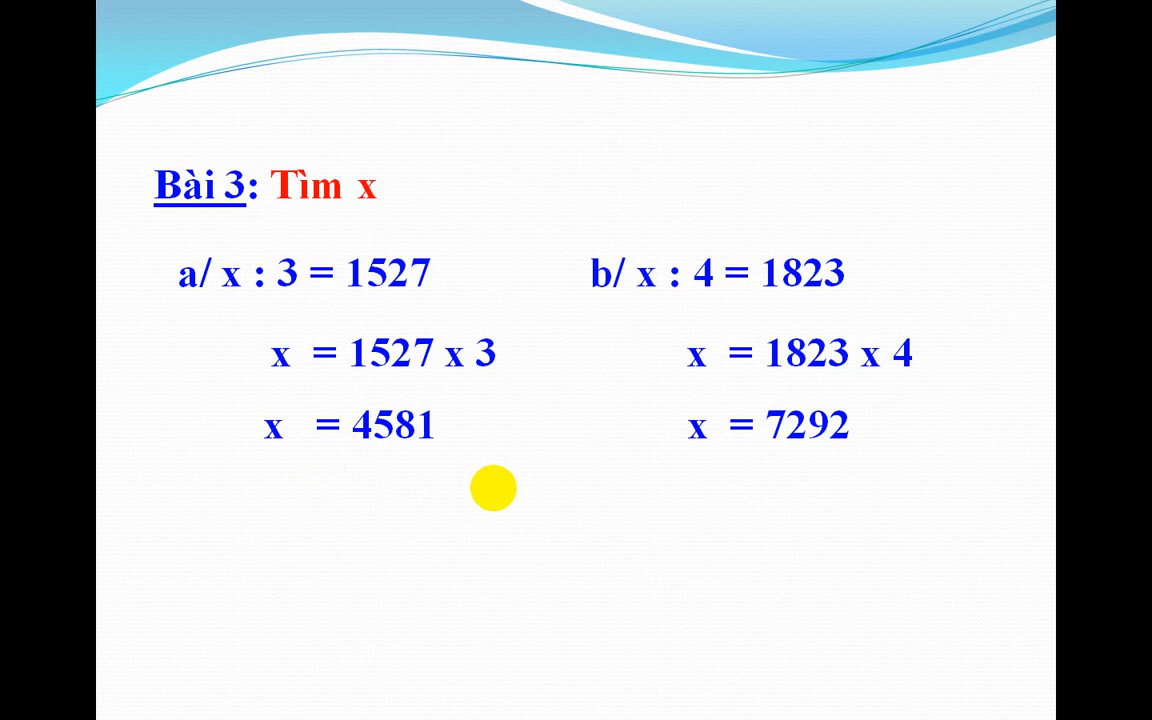 Bài 3: Tìm x
a/ x : 3 = 1527
x = 1527 x 3
x = 4581
b/ x : 4 = 1823
x = 1823 x 4
x = 7292